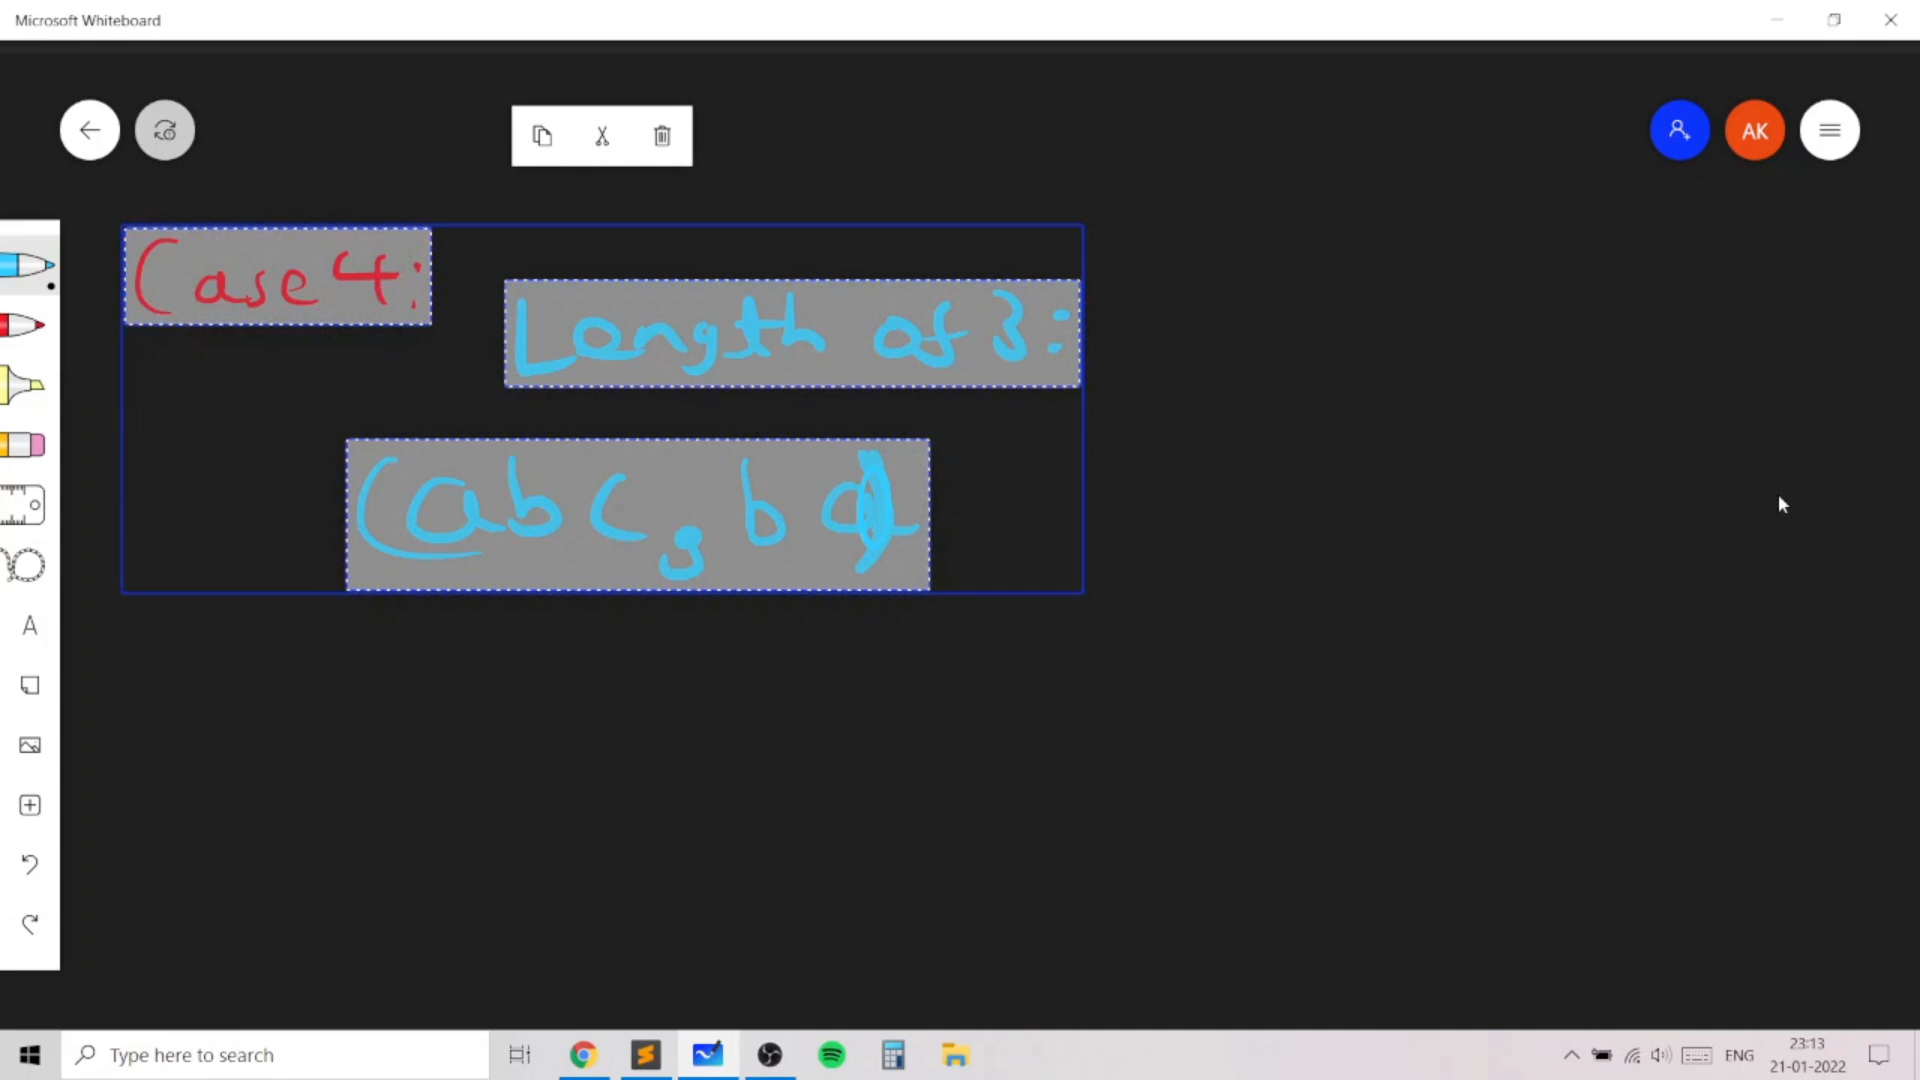 Microsoft Whiteboard
AK
Case 4:
Length of 3:
(abc, ba)
A
Type here to search
ENG
23:13
21-01-2022